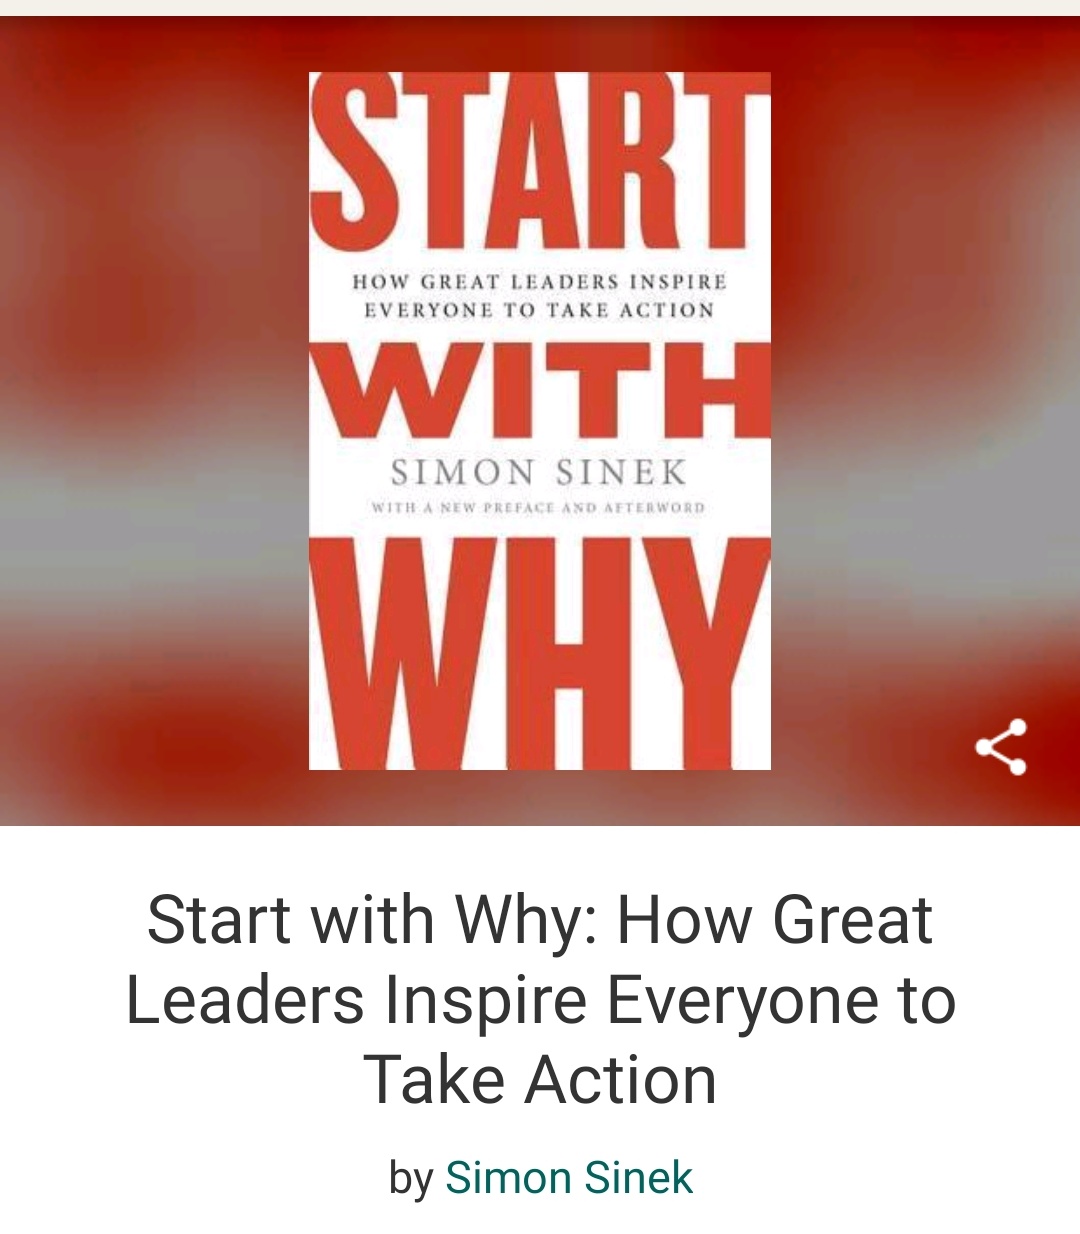 START
HOW GREAT LEADERS INSPIRE
EVERYONE TO TAKE ACTION
WITH
SIMON SINEK
WITH A NEW PREFACE AND AFTERWORD
WHY
Start with Why: How Great
Leaders Inspire Everyone to
Take Action
by Simon Sinek